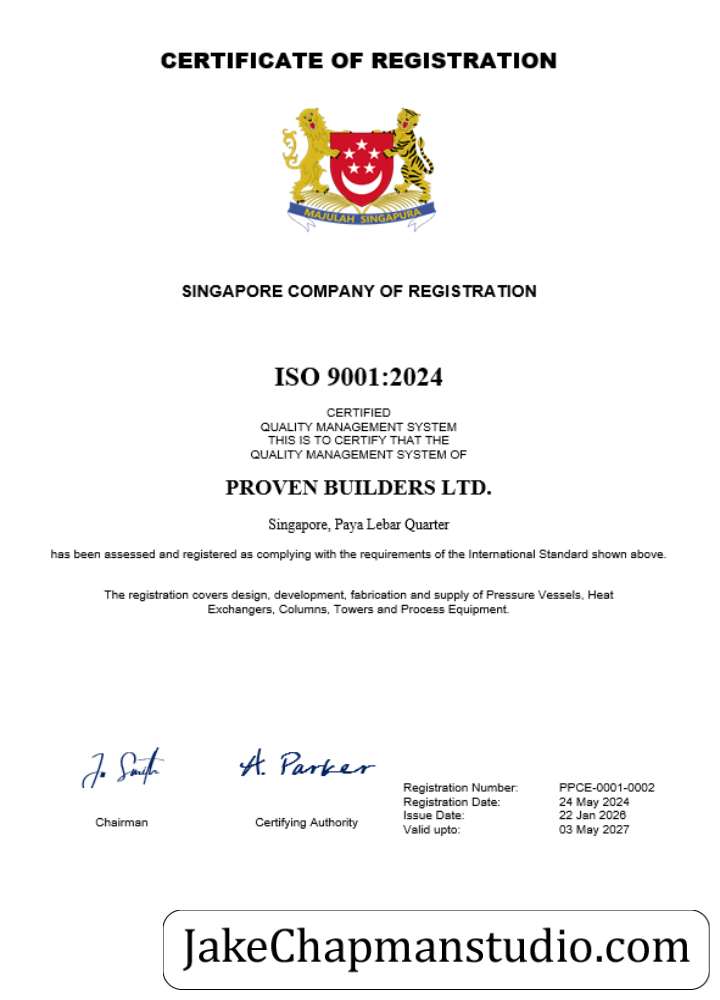 CERTIFICATE OF REGISTRATION
MAJULAH SINGAPURA
SINGAPORE COMPANY OF REGISTRATION
ISO 9001:2024
CERTIFIED
QUALITY MANAGEMENT SYSTEM
THIS IS TO CERTIFY THAT THE
QUALITY MANAGEMENT SYSTEM OF
PROVEN BUILDERS LTD.
Singapore, Paya Lebar Quarter
has been assessed and registered as complying with the requirements of the International Standard shown above.
The registration covers design, development, fabrication and supply of Pressure Vessels, Heat
Exchangers, Columns, Towers and Process Equipment.
Ju Smith
A. Parker
Chairman
Certifying Authority
Registration Number: PPCE-0001-0002
Registration Date: 24 May 2024
Issue Date: 22 Jan 2026
Valid upto: 03 May 2027
JakeChapmanstudio.com